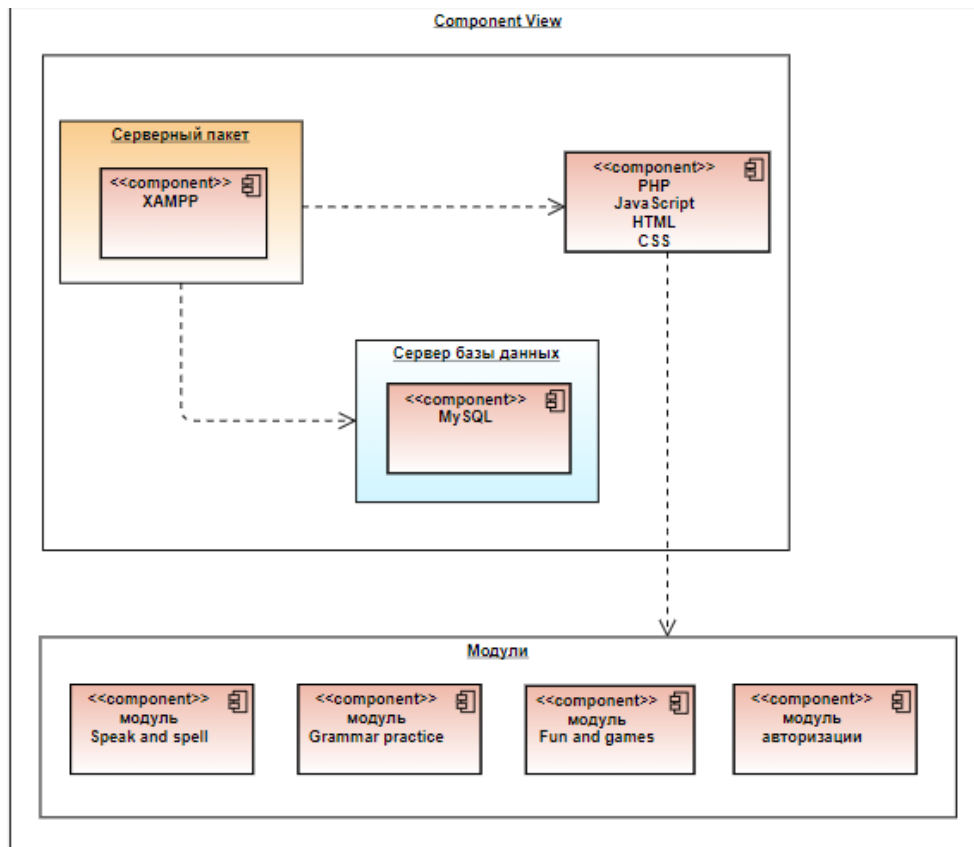 Component View
Серверный пакет
<<component>>
XAMPP
<<component>>
PHP
JavaScript
HTML
CSS
Сервер базы данных
<<component>>
MySQL
Модули
<<component>>
модуль
Speak and spell
<<component>>
модуль
Grammar practice
<<component>>
модуль
Fun and games
<<component>>
модуль
авторизации